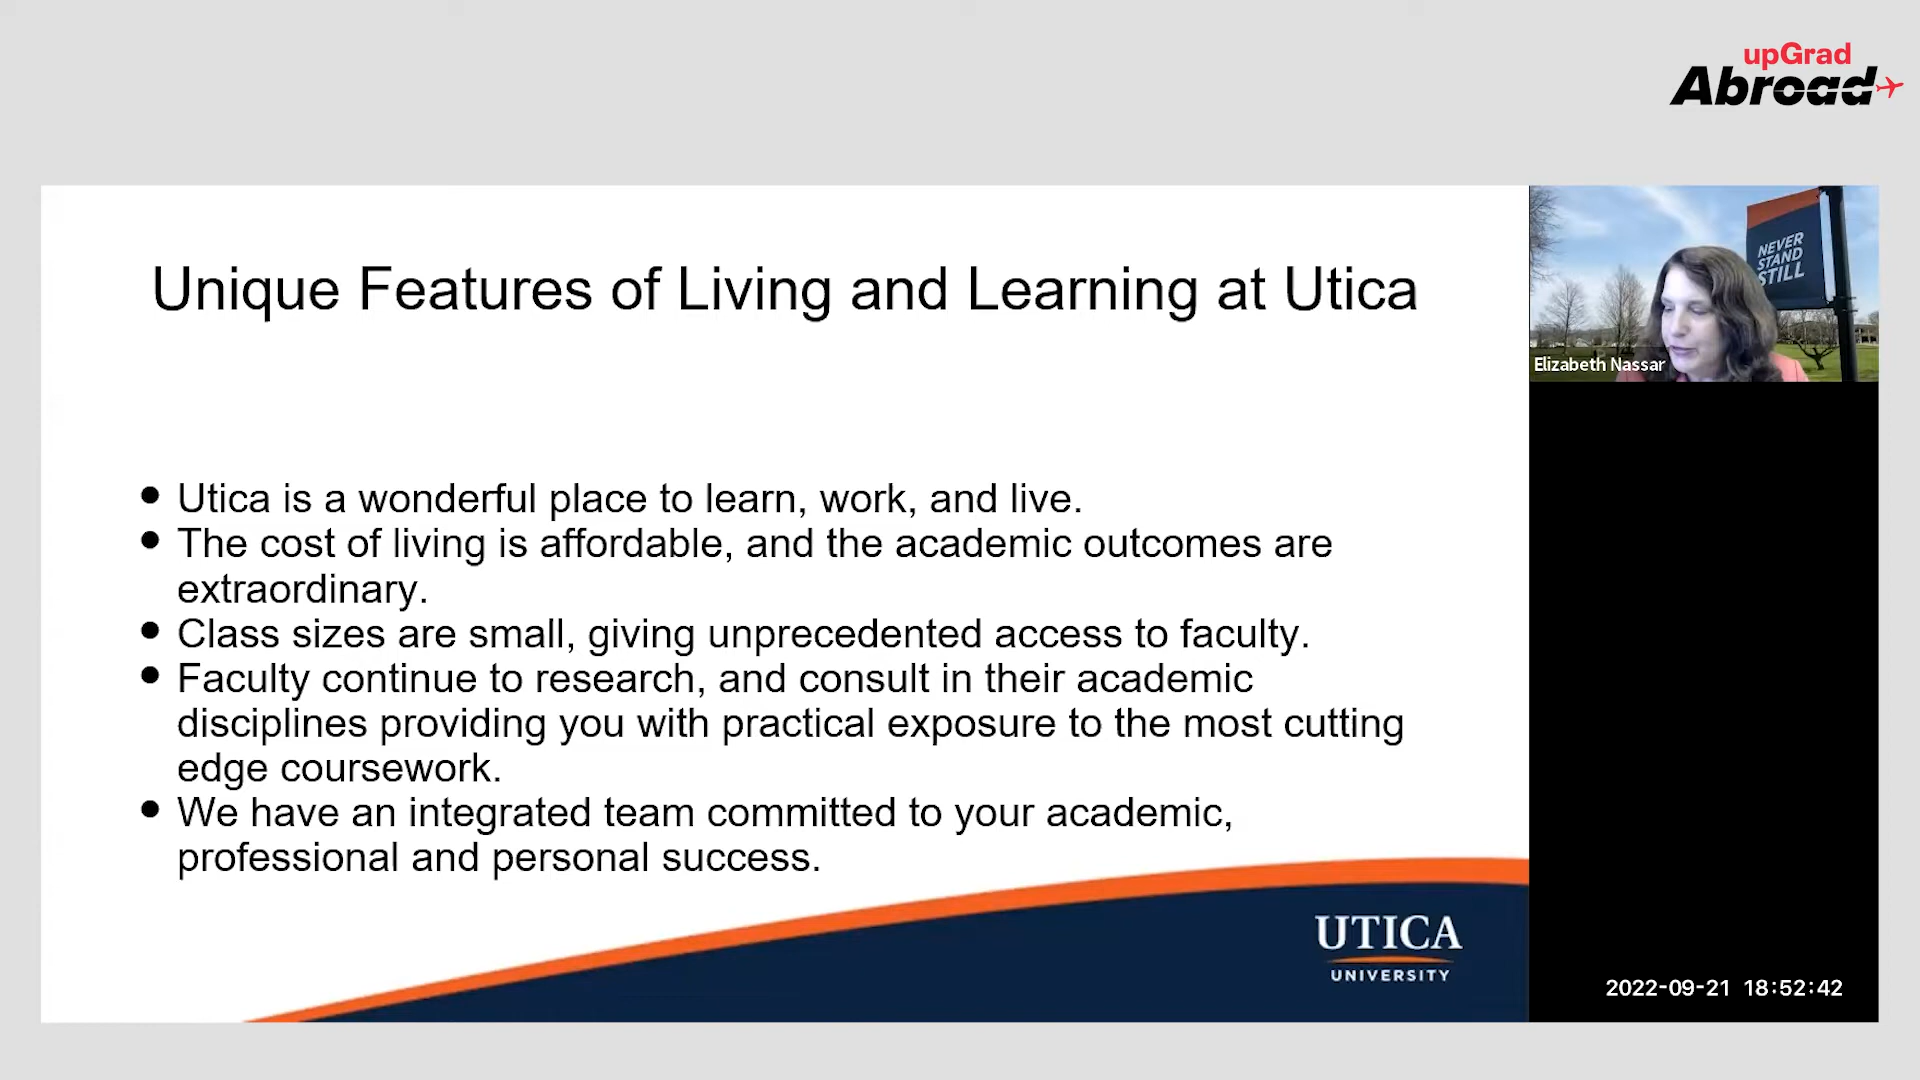 upGrad
Abroad
Unique Features of Living and Learning at Utica
NEVER
STAND
STILL
Elizabeth Nassar
• Utica is a wonderful place to learn, work, and live.
• The cost of living is affordable, and the academic outcomes are
extraordinary.
• Class sizes are small, giving unprecedented access to faculty.
• Faculty continue to research, and consult in their academic
disciplines providing you with practical exposure to the most cutting
edge coursework.
• We have an integrated team committed to your academic,
professional and personal success.
UTICA
UNIVERSITY
2022-09-21 18:52:42